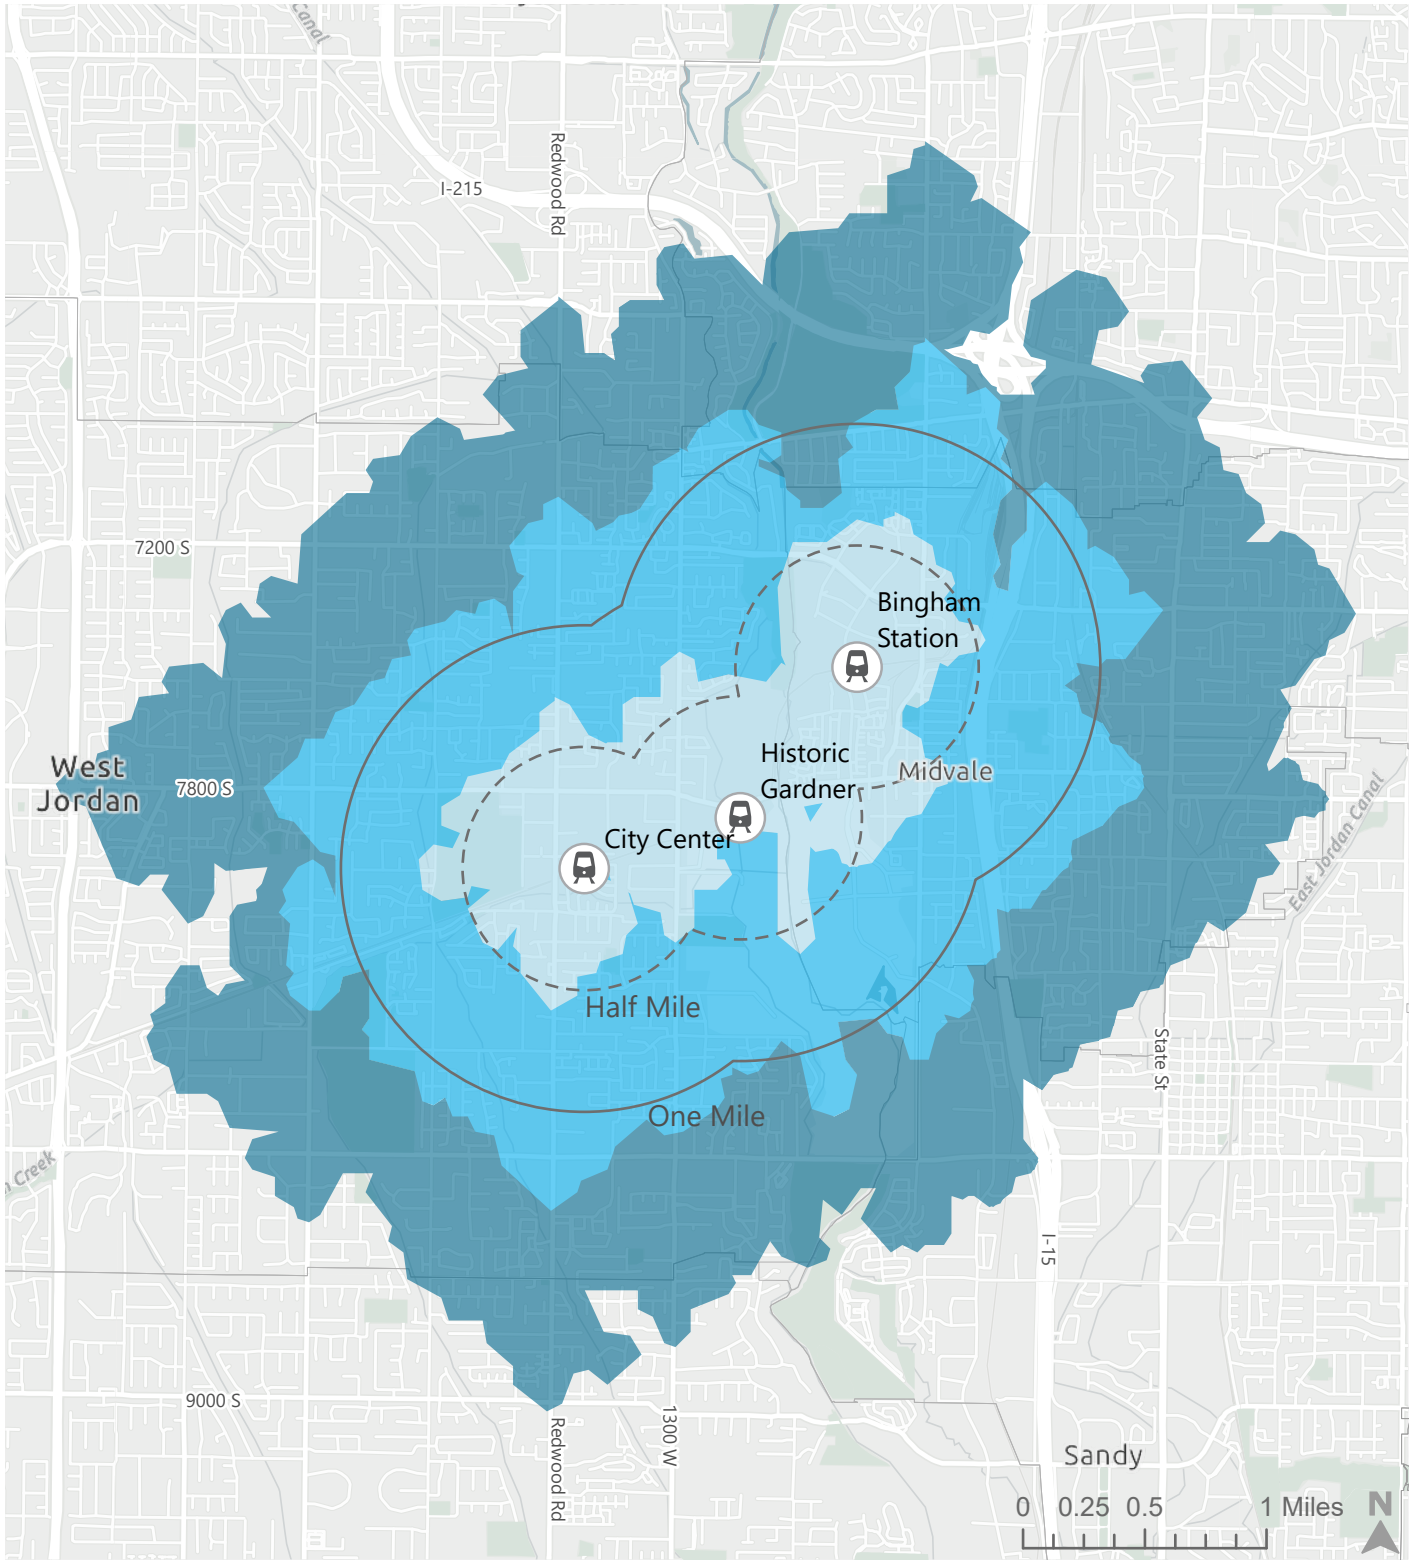 Canal
Redwood Rd
I-215
7200 S
Bingham
Station
Historic
Gardner
Midvale
West
Jordan
7800 S
City Center
East Jordan Canal
Half Mile
State St
One Mile
Creek
I-15
9000 S
Redwood Rd
1300 W
Sandy
0 0.25 0.5 1 Miles
N